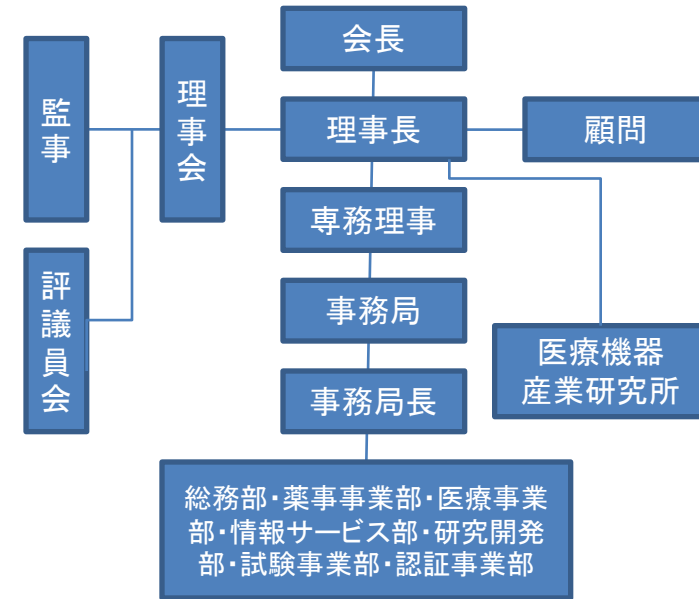 会長
監事
理事会
理事長
顧問
専務理事
評議員会
事務局
医療機器
産業研究所
事務局長
総務部・薬事事業部・医療事業
部・情報サービス部・研究開発
部・試験事業部・認証事業部